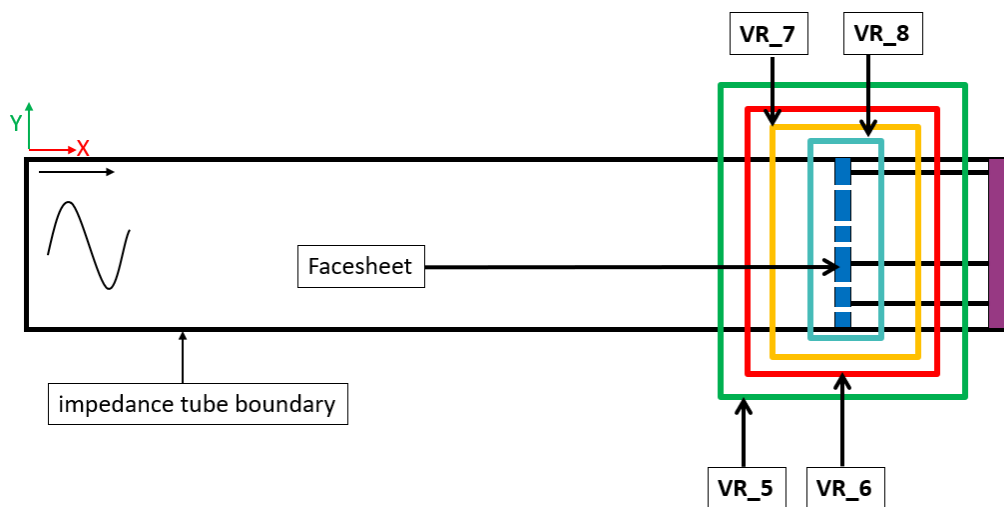 VR_7
VR_8
Y
X
Facesheet
impedance tube boundary
VR_5
VR_6